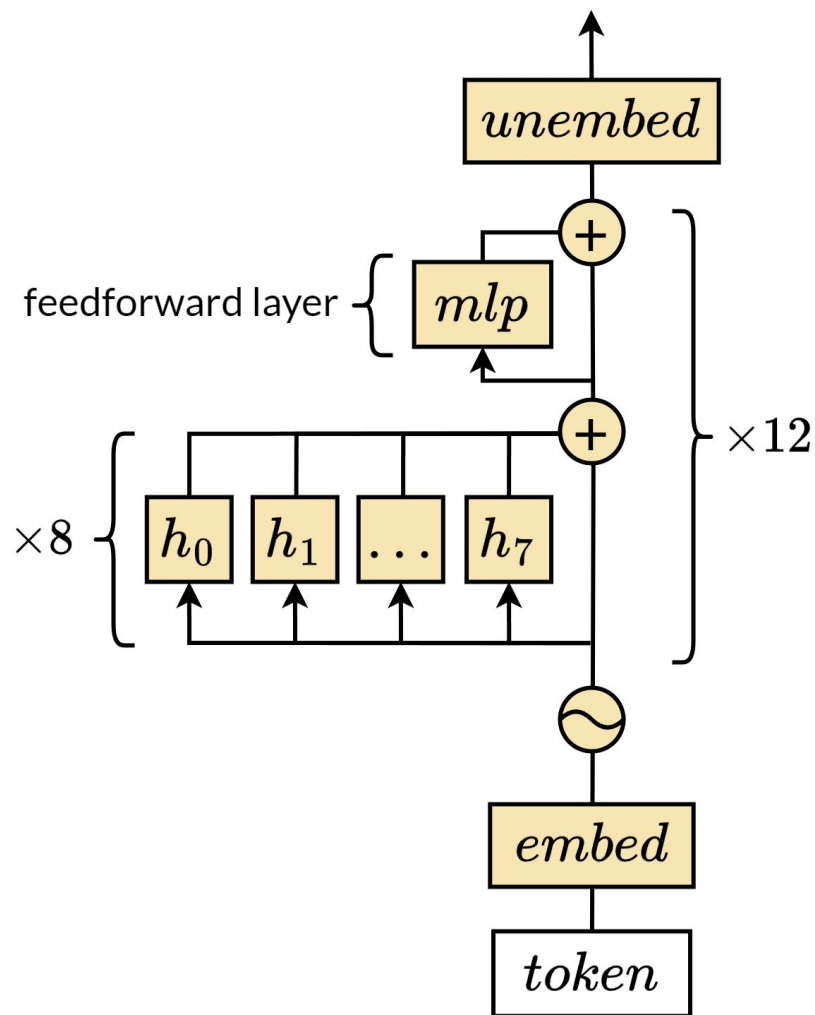 unembed
+
feedforward layer
mlp
+
×12
×8
h₀ h₁ ... h₇
embed
token